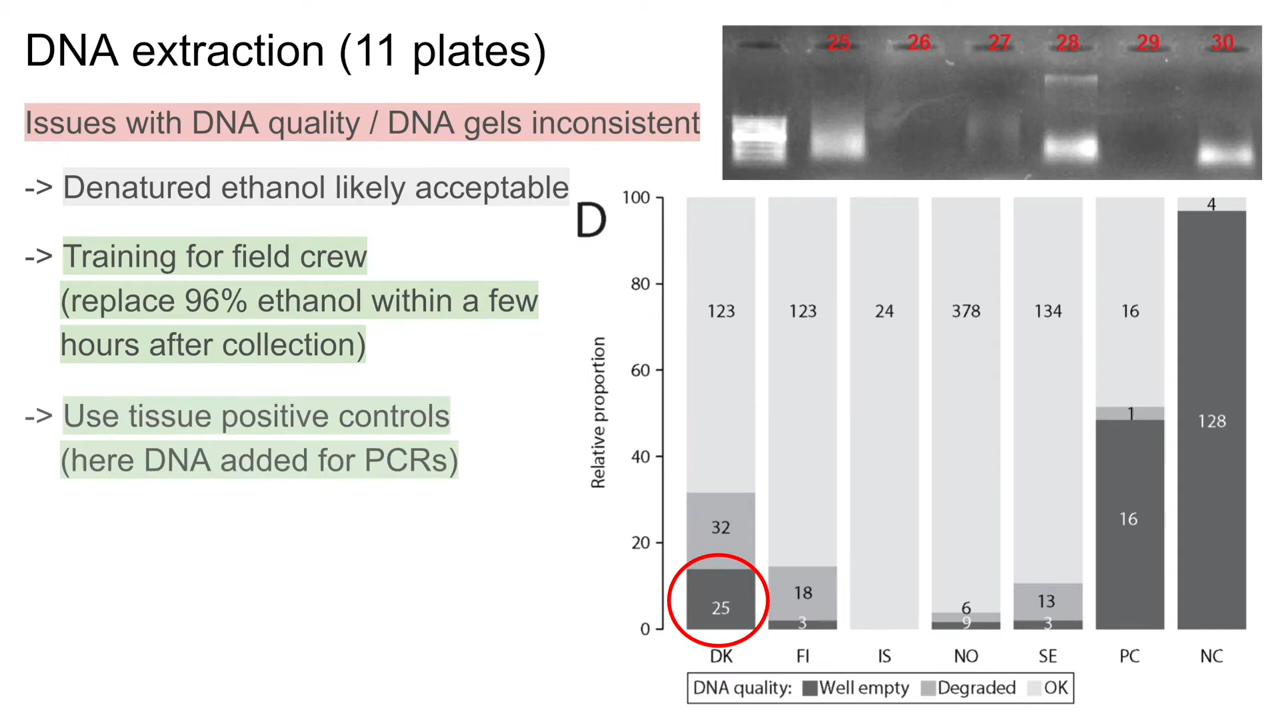 DNA extraction (11 plates)
Issues with DNA quality / DNA gels inconsistent
-> Denatured ethanol likely acceptable
-> Training for field crew
(replace 96% ethanol within a few
hours after collection)
-> Use tissue positive controls
(here DNA added for PCRs)
25 26 27 28 29 30
D
Relative proportion
100
80
60
40
20
0
123 123 24 378 134 16 4
32 18 6 13 1
25 3 9 3 16 128
DK FI IS NO SE PC NC
DNA quality: Well empty Degraded OK